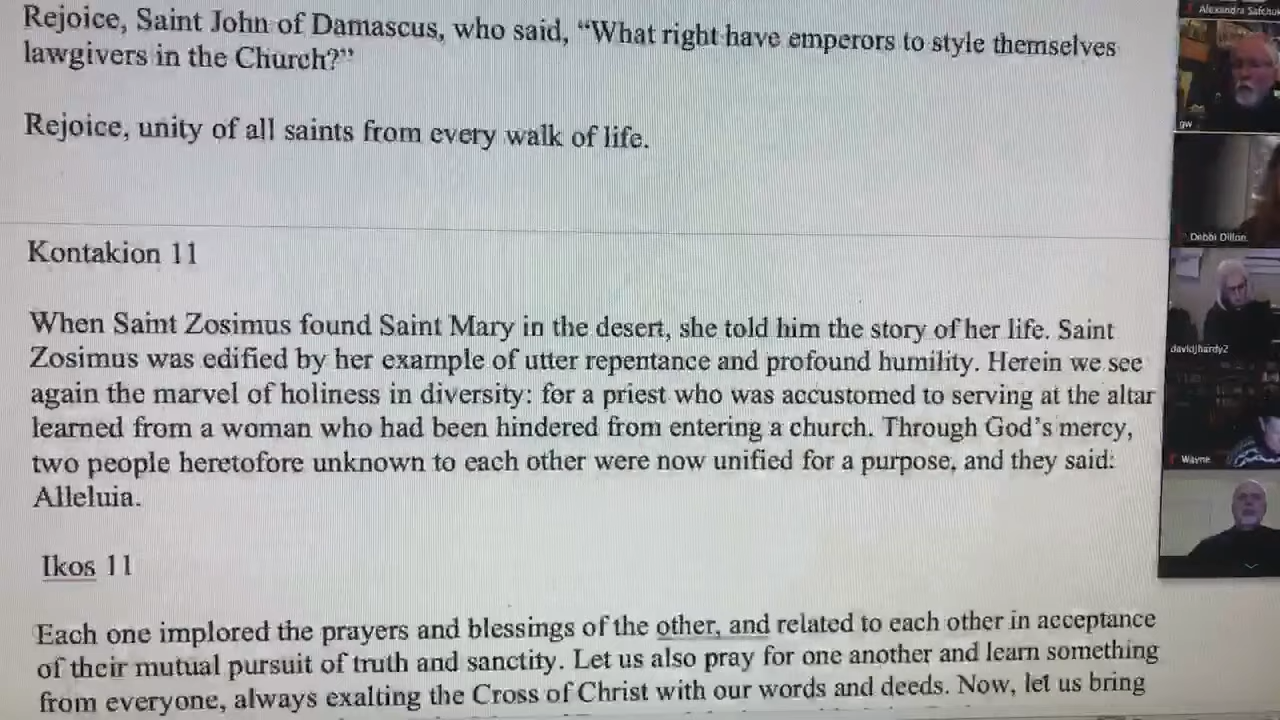 Rejoice, Saint John of Damascus, who said, “What right have emperors to style themselves
lawgivers in the Church?”
Rejoice, unity of all saints from every walk of life.
Kontakion 11
When Saint Zosimus found Saint Mary in the desert, she told him the story of her life. Saint
Zosimus was edified by her example of utter repentance and profound humility. Herein we see
again the marvel of holiness in diversity: for a priest who was accustomed to serving at the altar
learned from a woman who had been hindered from entering a church. Through God’s mercy,
two people heretofore unknown to each other were now unified for a purpose, and they said:
Alleluia.
Ikos 11
Each one implored the prayers and blessings of the other, and related to each other in acceptance
of their mutual pursuit of truth and sanctity. Let us also pray for one another and learn something
from everyone, always exalting the Cross of Christ with our words and deeds. Now, let us bring
Alexandra Safchuk
gw
Debbi Dillon
davidjhardy2
Wayne